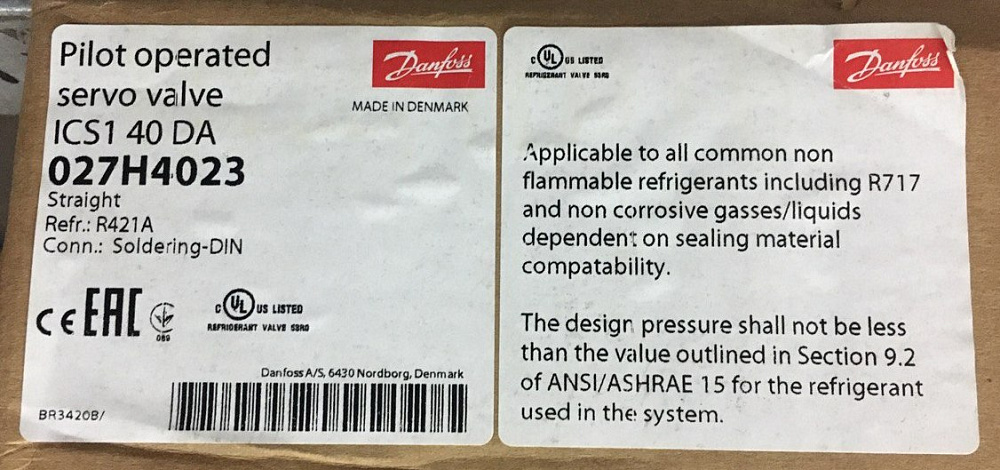 Pilot operated
servo valve
ICS1 40 DA
027H4023
Straight
Refr.: R421A
Conn.: Soldering-DIN
Danfoss
MADE IN DENMARK
CE EAC
089
c UL US LISTED
REFRIGERANT VALVE 53RG
Danfoss A/S, 6430 Nordborg, Denmark
BR3420B/
c UL US LISTED
REFRIGERANT VALVE 53RG
Danfoss
Applicable to all common non
flammable refrigerants including R717
and non corrosive gasses/liquids
dependent on sealing material
compatability.
The design pressure shall not be less
than the value outlined in Section 9.2
of ANSI/ASHRAE 15 for the refrigerant
used in the system.